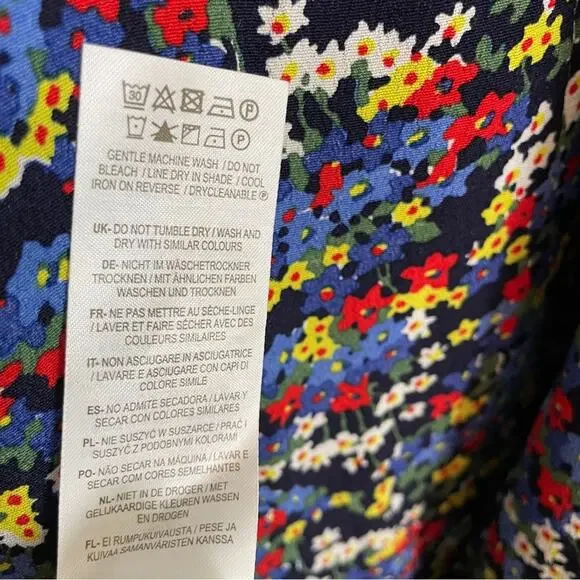 30 P
P
GENTLE MACHINE WASH / DO NOT
BLEACH / LINE DRY IN SHADE / COOL
IRON ON REVERSE / DRYCLEANABLE Ⓟ
UK- DO NOT TUMBLE DRY / WASH AND
DRY WITH SIMILAR COLOURS
DE- NICHT IM WÄSCHETROCKNER
TROCKNEN / MIT ÄHNLICHEN FARBEN
WASCHEN UND TROCKNEN
FR- NE PAS METTRE AU SÈCHE-LINGE
/ LAVER ET FAIRE SÉCHER AVEC DES
COULEURS SIMILAIRES
IT- NON ASCIUGARE IN ASCIUGATRICE
/ LAVARE E ASCIUGARE CON CAPI DI
COLORE SIMILE
ES- NO ADMITE SECADORA / LAVAR Y
SECAR CON COLORES SIMILARES
PL- NIE SUSZYĆ W SUSZARCE / PRAĆ I
SUSZYĆ Z PODOBNYMI KOLORAMI
PO- NÃO SECAR NA MÁQUINA / LAVAR E
SECAR COM CORES SEMELHANTES
NL- NIET IN DE DROGER / MET
GELIJKAARDIGE KLEUREN WASSEN
EN DROGEN
FL- EI RUMPUKUIVAUSTA / PESE JA
KUIVAA SAMANVÄRISTEN KANSSA